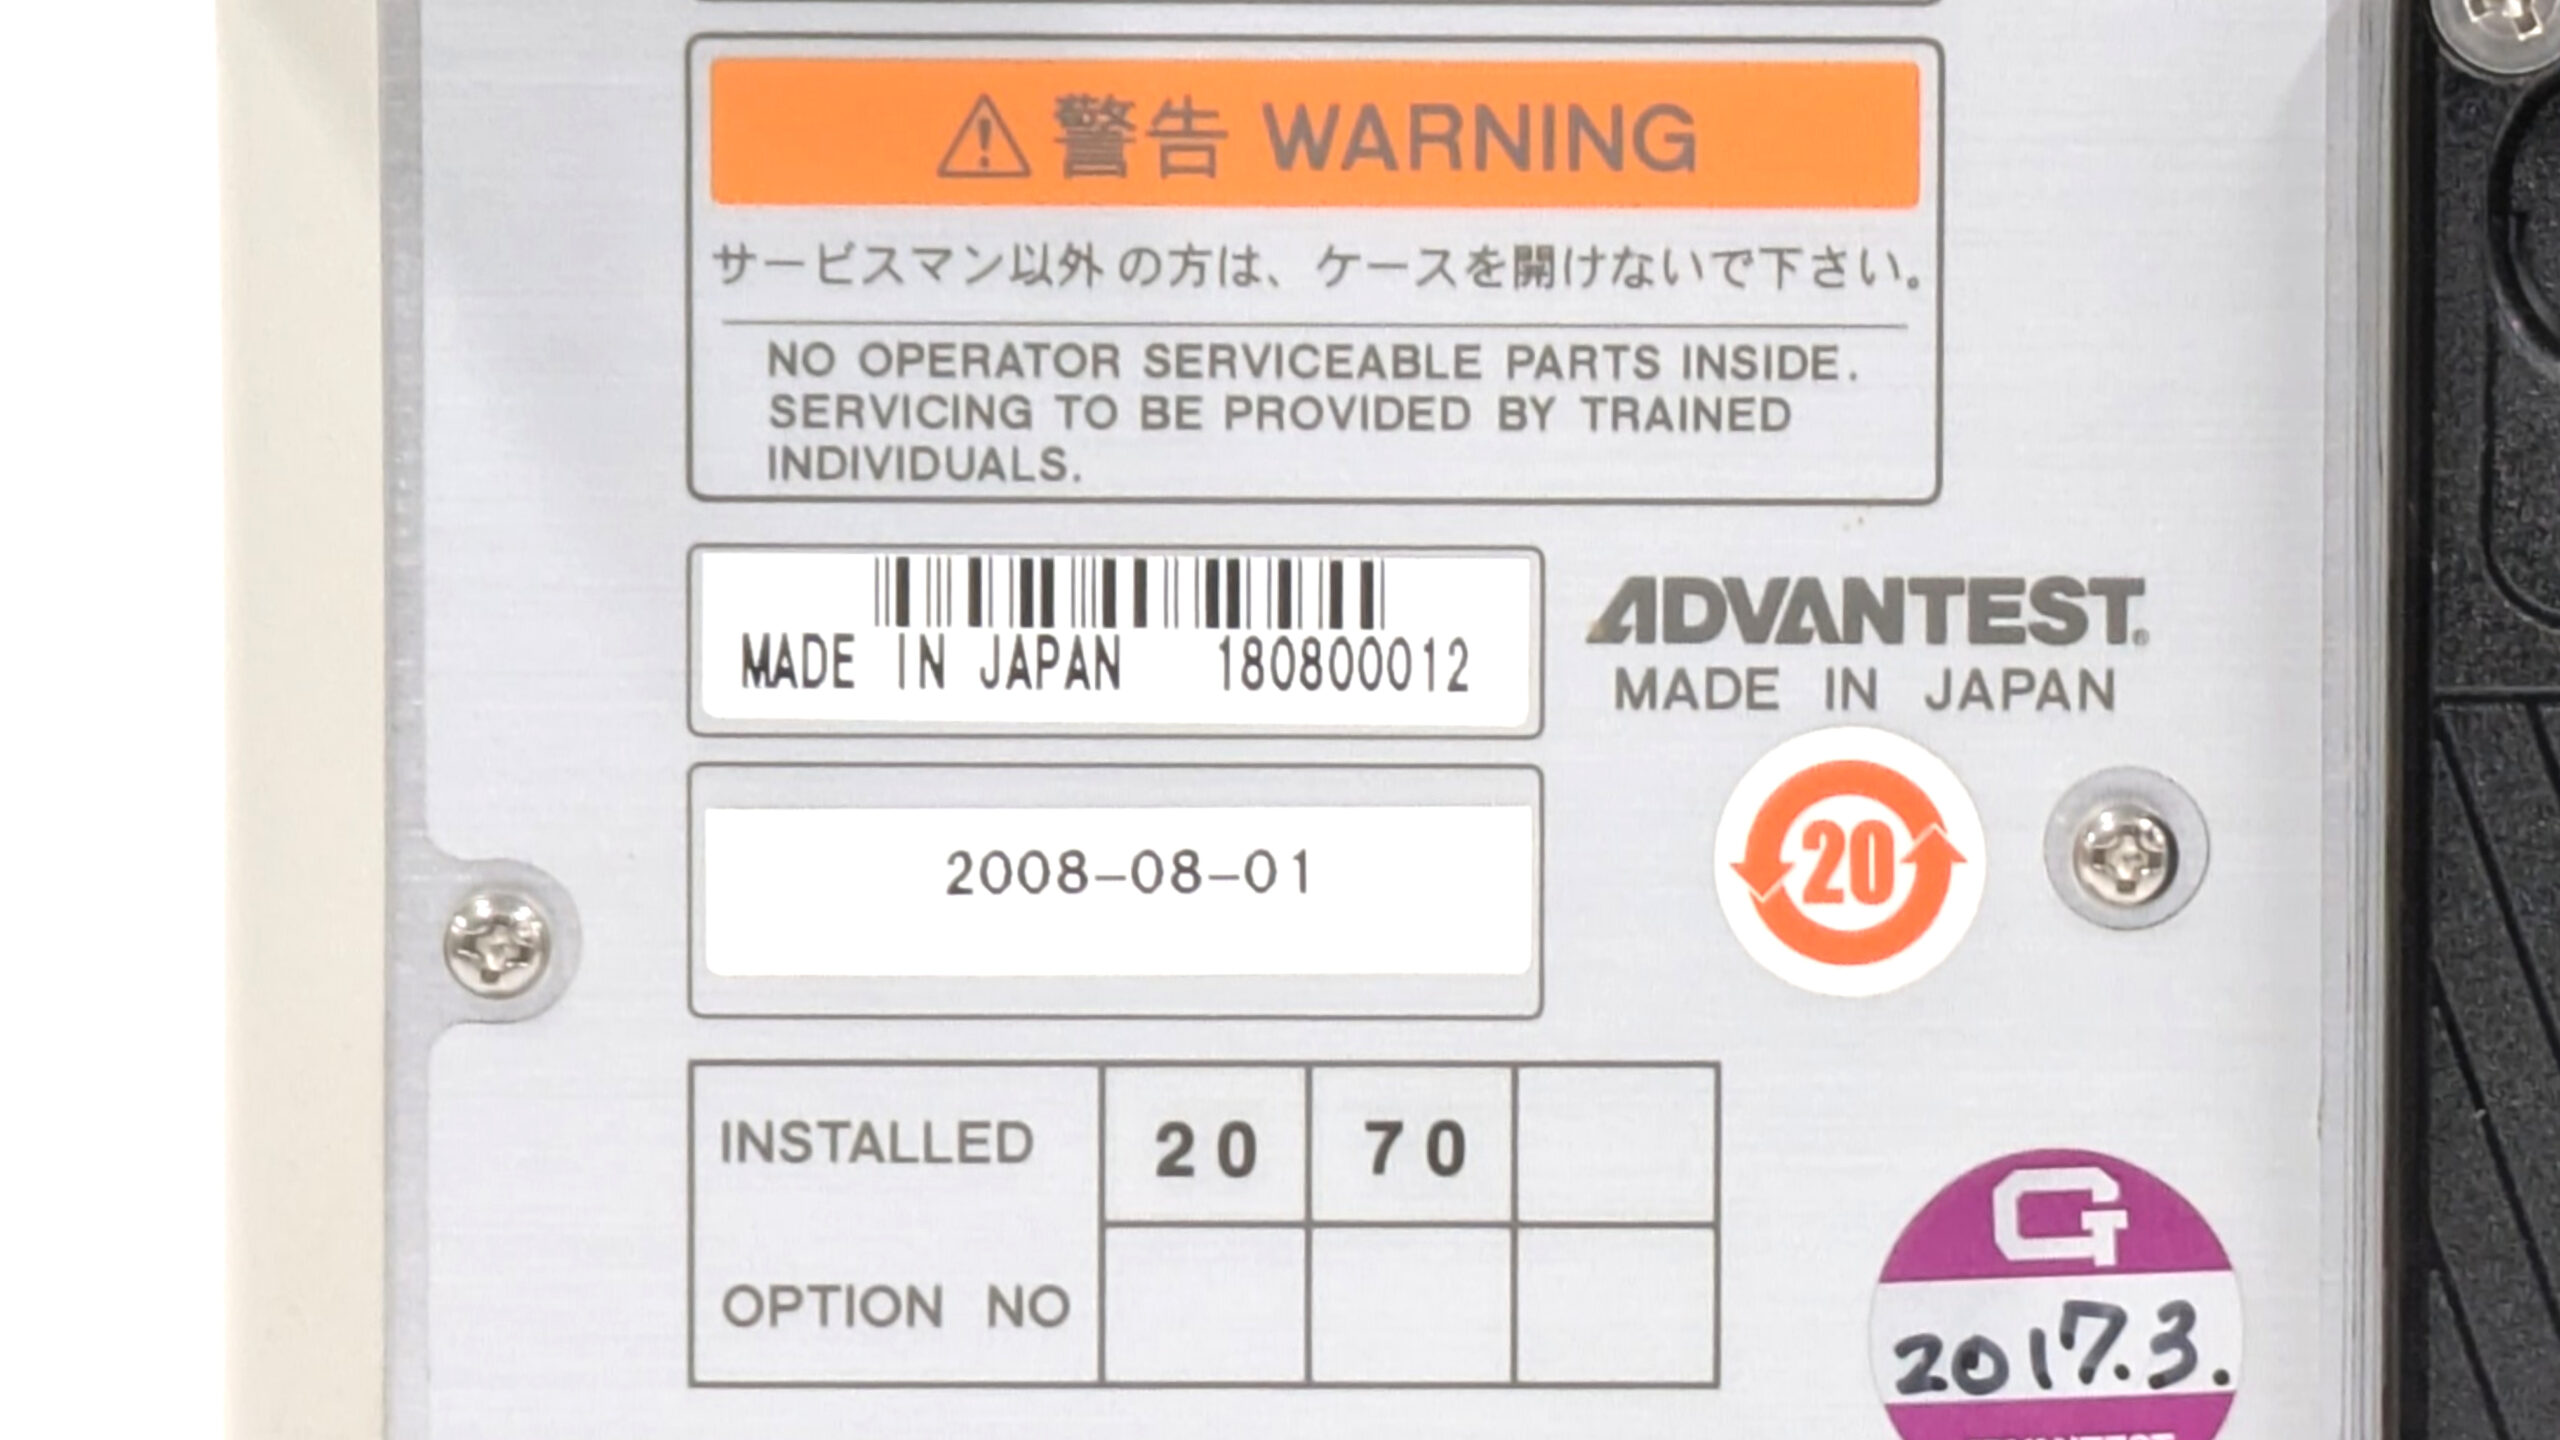 警告 WARNING
サービスマン以外の方は、ケースを開けないで下さい。
NO OPERATOR SERVICEABLE PARTS INSIDE.
SERVICING TO BE PROVIDED BY TRAINED
INDIVIDUALS.
MADE IN JAPAN 180800012
ADVANTEST®
MADE IN JAPAN
2008-08-01
20
INSTALLED 20 70
OPTION NO
G
2017.3.